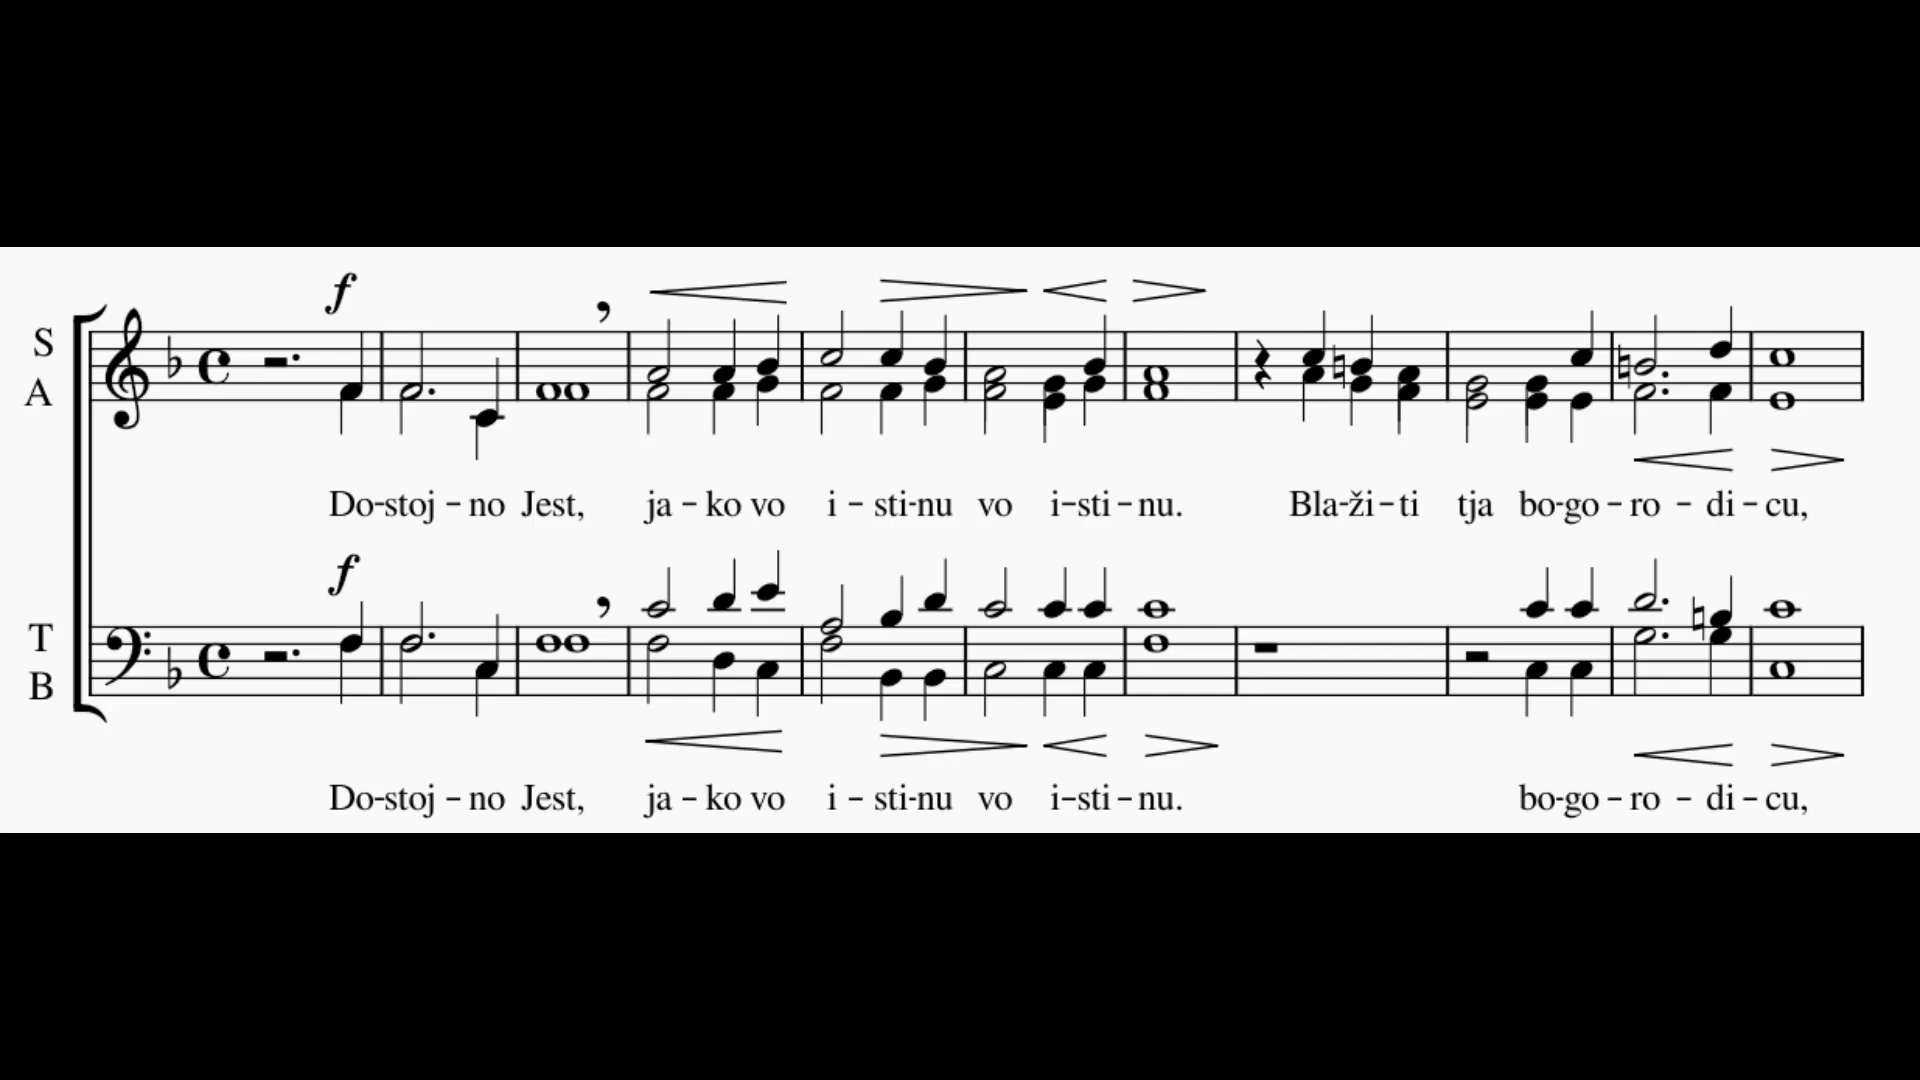 f
S
A
Do-stoj-no Jest, ja-ko vo i-sti-nu vo i-sti-nu. Bla-ži-ti tja bo-go-ro-di-cu,
f
T
B
Do-stoj-no Jest, ja-ko vo i-sti-nu vo i-sti-nu. bo-go-ro-di-cu,